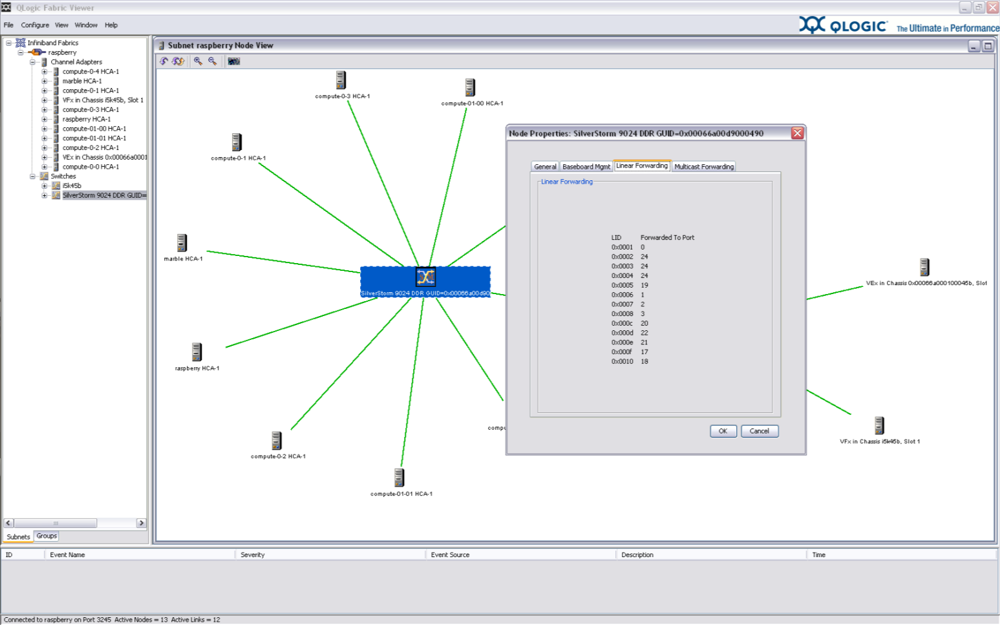 QLogic Fabric Viewer
File Configure View Window Help
QLOGIC The Ultimate in Performance
Infiniband Fabrics
raspberry
Channel Adapters
compute-0-4 HCA-1
marble HCA-1
compute-0-1 HCA-1
VFx in Chassis i5k45b, Slot 1
compute-0-3 HCA-1
raspberry HCA-1
compute-01-00 HCA-1
compute-01-01 HCA-1
compute-0-2 HCA-1
VEx in Chassis 0x00066a0001
compute-0-0 HCA-1
Switches
i5k45b
SilverStorm 9024 DDR GUID=
Subnets Groups
Subnet raspberry Node View
compute-0-3 HCA-1
compute-01-00 HCA-1
compute-0-1 HCA-1
marble HCA-1
SilverStorm 9024 DDR GUID=0x00066a00d90
VEx in Chassis 0x00066a000100045b, Slot
raspberry HCA-1
compu
VFx in Chassis i5k45b, Slot 1
compute-0-2 HCA-1
compute-01-01 HCA-1
Node Properties: SilverStorm 9024 DDR GUID=0x00066a00d9000490
General Baseboard Mgmt Linear Forwarding Multicast Forwarding
Linear Forwarding
LID Forwarded To Port
0x0001 0
0x0002 24
0x0003 24
0x0004 24
0x0005 19
0x0006 1
0x0007 2
0x0008 3
0x000c 20
0x000d 22
0x000e 21
0x000f 17
0x0010 18
OK Cancel
ID Event Name Severity Event Source Description Time
Connected to raspberry on Port 3245 Active Nodes = 13 Active Links = 12